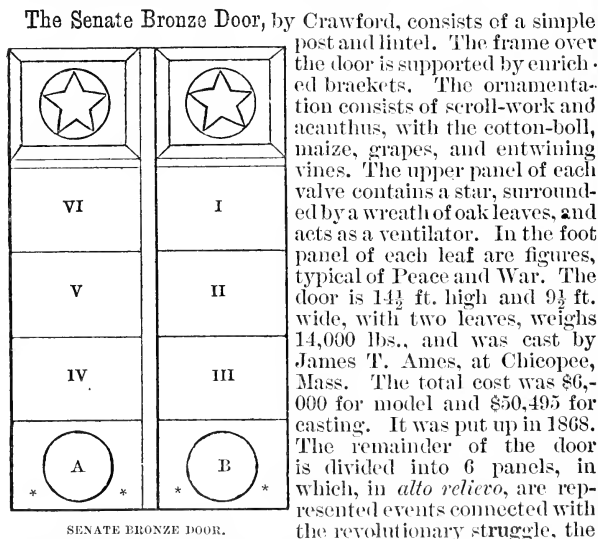 The Senate Bronze Door, by Crawford, consists of a simple
post and lintel. The frame over
the door is supported by enrich-
ed brackets. The ornamenta-
tion consists of scroll-work and
acanthus, with the cotton-boll,
maize, grapes, and entwining
vines. The upper panel of each
valve contains a star, surround-
ed by a wreath of oak leaves, and
acts as a ventilator. In the foot
panel of each leaf are figures,
typical of Peace and War. The
door is 14½ ft. high and 9½ ft.
wide, with two leaves, weighs
14,000 lbs., and was cast by
James T. Ames, at Chicopee,
Mass. The total cost was $6,-
000 for model and $50,495 for
casting. It was put up in 1868.
The remainder of the door
is divided into 6 panels, in
which, in alto relievo, are rep-
resented events connected with
the revolutionary struggle, the
VI I
V II
IV III
A B
* * * *
SENATE BRONZE DOOR.